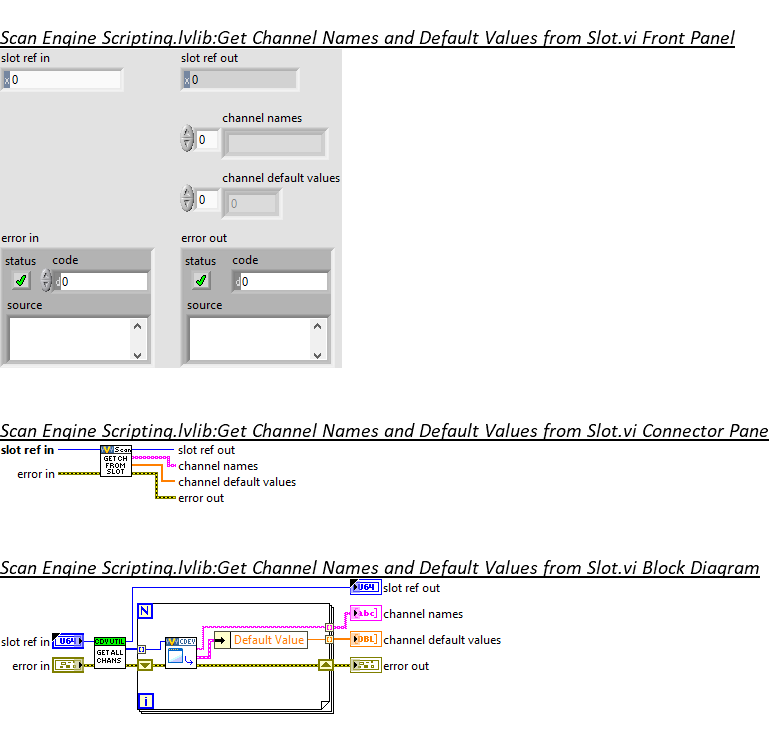 Scan Engine Scripting.lvlib:Get Channel Names and Default Values from Slot.vi Front Panel
slot ref in slot ref out
x 0 x 0
channel names
0
channel default values
0 0
error in error out
status code status code
d 0 d 0
source source
Scan Engine Scripting.lvlib:Get Channel Names and Default Values from Slot.vi Connector Pane
slot ref in Scan slot ref out
GET CH channel names
error in FROM channel default values
SLOT error out
Scan Engine Scripting.lvlib:Get Channel Names and Default Values from Slot.vi Block Diagram
U64 slot ref out
N abc channel names
slot ref in U64 CDV UTIL CDEV Default Value DBL channel default values
GET ALL
error in CHANS error out
i